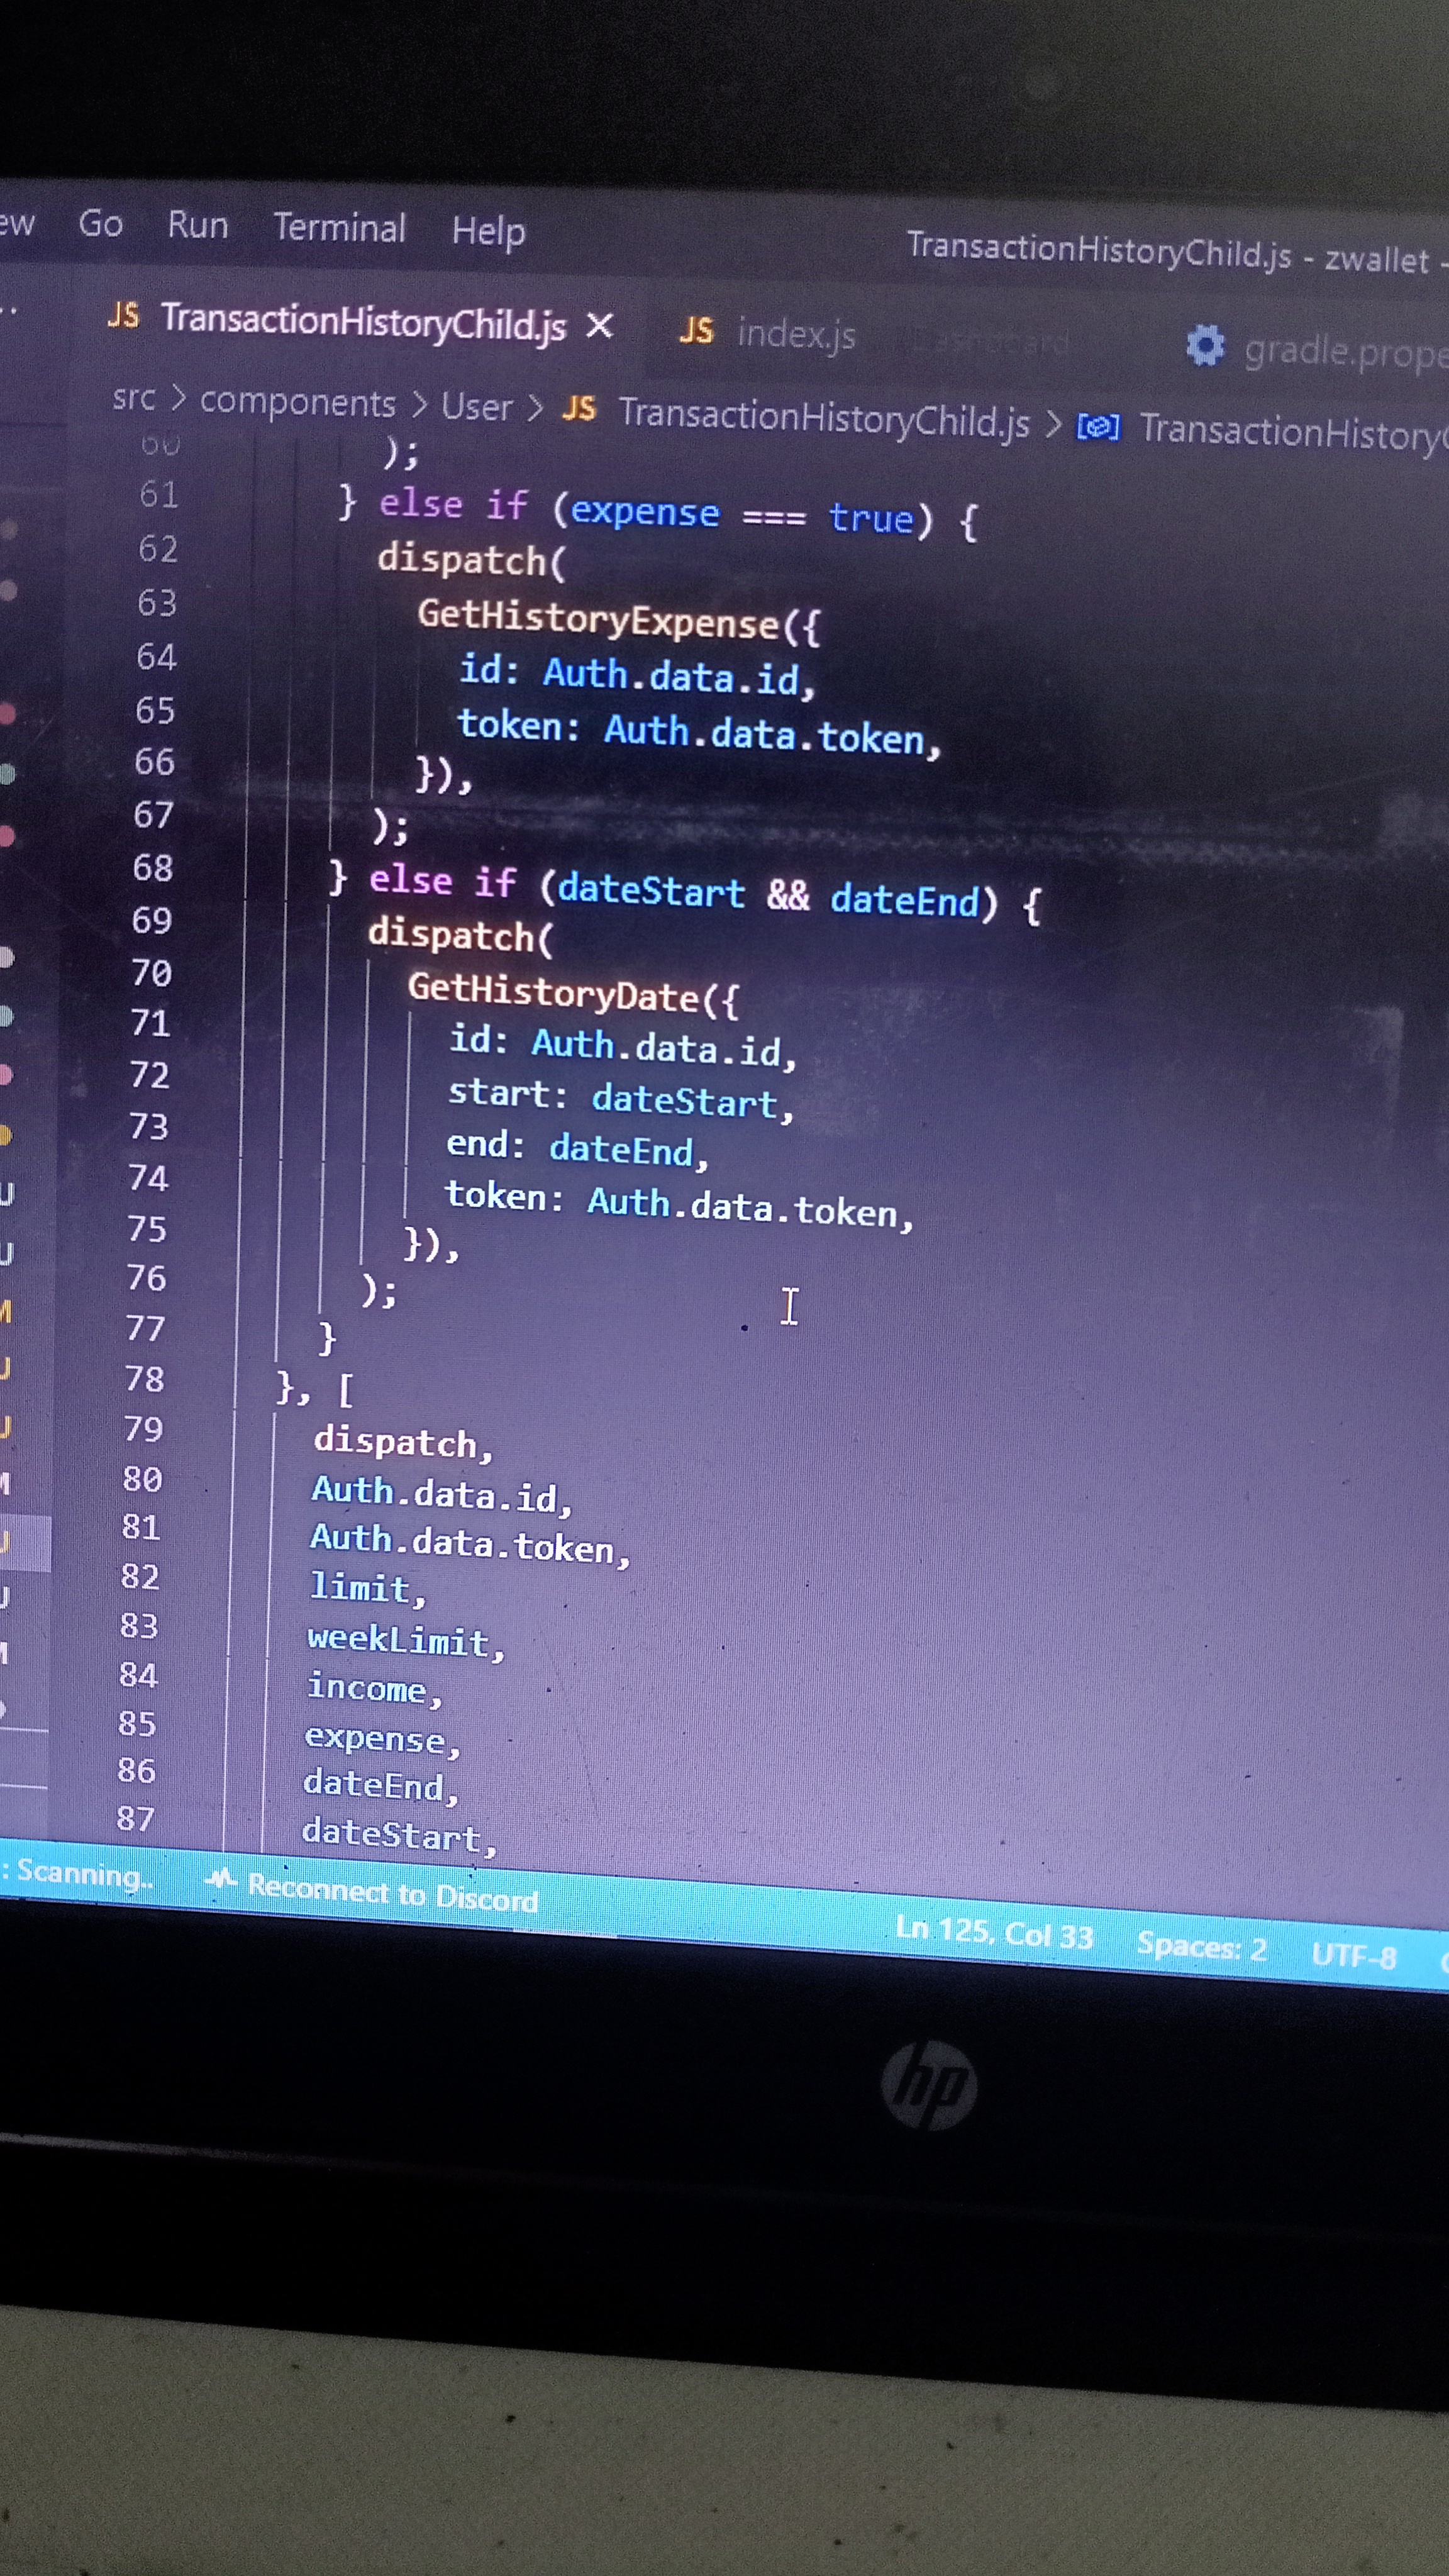 Go Run Terminal Help
TransactionHistoryChild.js - zwallet -
JS TransactionHistoryChild.js × JS index.js
src > components > User > JS TransactionHistoryChild.js >
60 );
61 } else if (expense === true) {
62 dispatch(
63 GetHistoryExpense({
64 id: Auth.data.id,
65 token: Auth.data.token,
66 }),
67 );
68 } else if (dateStart && dateEnd) {
69 dispatch(
70 GetHistoryDate({
71 id: Auth.data.id,
72 start: dateStart,
73 end: dateEnd,
74 token: Auth.data.token,
75 }),
76 );
77 }
78 }, [
79 dispatch,
80 Auth.data.id,
81 Auth.data.token,
82 limit,
83 weekLimit,
84 income,
85 expense,
86 dateEnd,
87 dateStart,
: Scanning.. Reconnect to Discord Ln 125, Col 33 Spaces: 2 UTF-8
hp